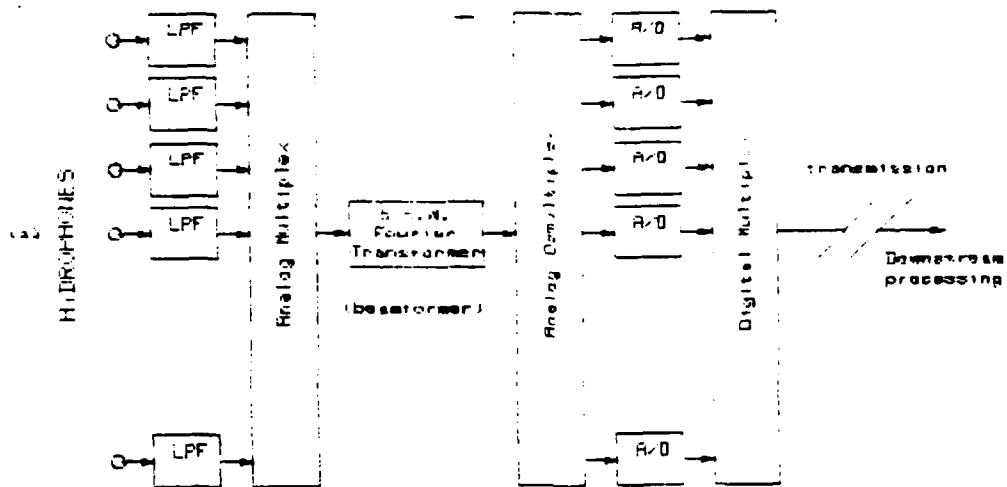 LPF
LPF
LPF
LPF
LPF
HYDROPHONES
Analog Multiplex
Fourier
Transformer
(beamformer)
Analog Demultiplex
A/D
A/D
A/D
A/D
A/D
Digital Multiplex
transmission
Downstream
processing